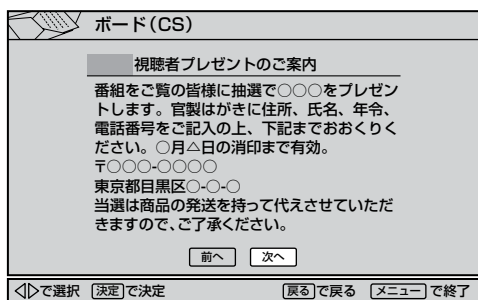 ボード（CS）
視聴者プレゼントのご案内
番組をご覧の皆様に抽選で○○○をプレゼン
トします。官製はがきに住所、氏名、年令、
電話番号をご記入の上、下記までおおくりく
ださい。○月△日の消印まで有効。
〒○○○-○○○○
東京都目黒区○-○-○
当選は商品の発送を持って代えさせていただ
きますので、ご了承ください。
前へ 次へ
◁▷で選択 決定で決定 戻るで戻る メニューで終了